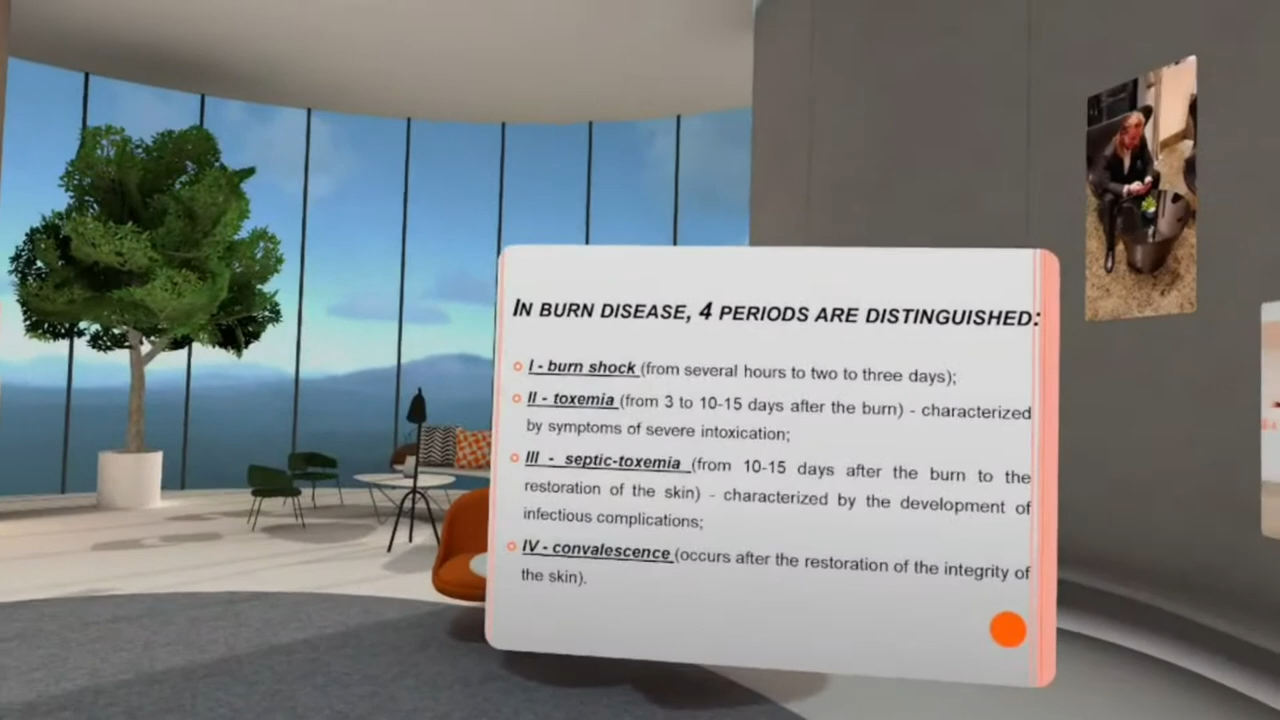 IN BURN DISEASE, 4 PERIODS ARE DISTINGUISHED:
I - burn shock (from several hours to two to three days);
II - toxemia (from 3 to 10-15 days after the burn) - characterized
by symptoms of severe intoxication;
III - septic-toxemia (from 10-15 days after the burn to the
restoration of the skin) - characterized by the development of
infectious complications;
IV - convalescence (occurs after the restoration of the integrity of
the skin).